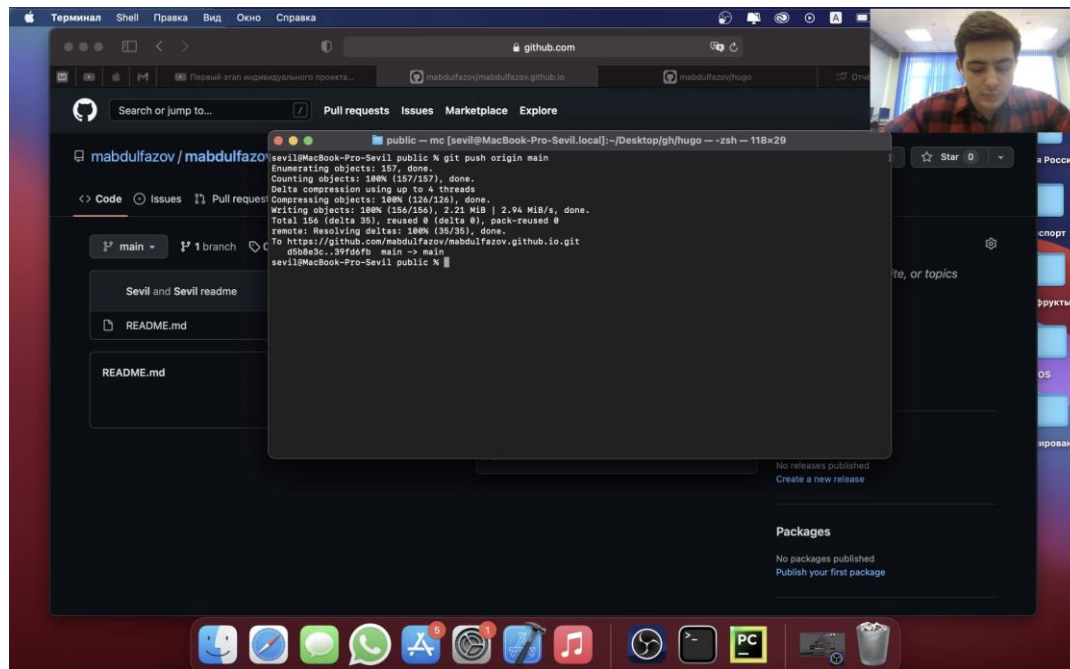 Терминал Shell Правка Вид Окно Справка
github.com
Первый этап индивидуального проекта...
mabdulfazov/mabdulfazov.github.io
mabdulfazov/hugo
Search or jump to...
/
Pull requests Issues Marketplace Explore
public — mc [sevil@MacBook-Pro-Sevil.local]:~/Desktop/gh/hugo — -zsh — 118×29
mabdulfazov / mabdulfazov
Star 0
Code Issues Pull request
sevil@MacBook-Pro-Sevil public % git push origin main
Enumerating objects: 157, done.
Counting objects: 100% (157/157), done.
Delta compression using up to 4 threads
Compressing objects: 100% (126/126), done.
Writing objects: 100% (156/156), 2.21 MiB | 2.94 MiB/s, done.
Total 156 (delta 35), reused 0 (delta 0), pack-reused 0
remote: Resolving deltas: 100% (35/35), done.
To https://github.com/mabdulfazov/mabdulfazov.github.io.git
d5b8e3c..39fd6fb main -> main
sevil@MacBook-Pro-Sevil public %
main
1 branch
or topics
Sevil and Sevil readme
README.md
README.md
No releases published
Create a new release
Packages
No packages published
Publish your first package
5
1
PC